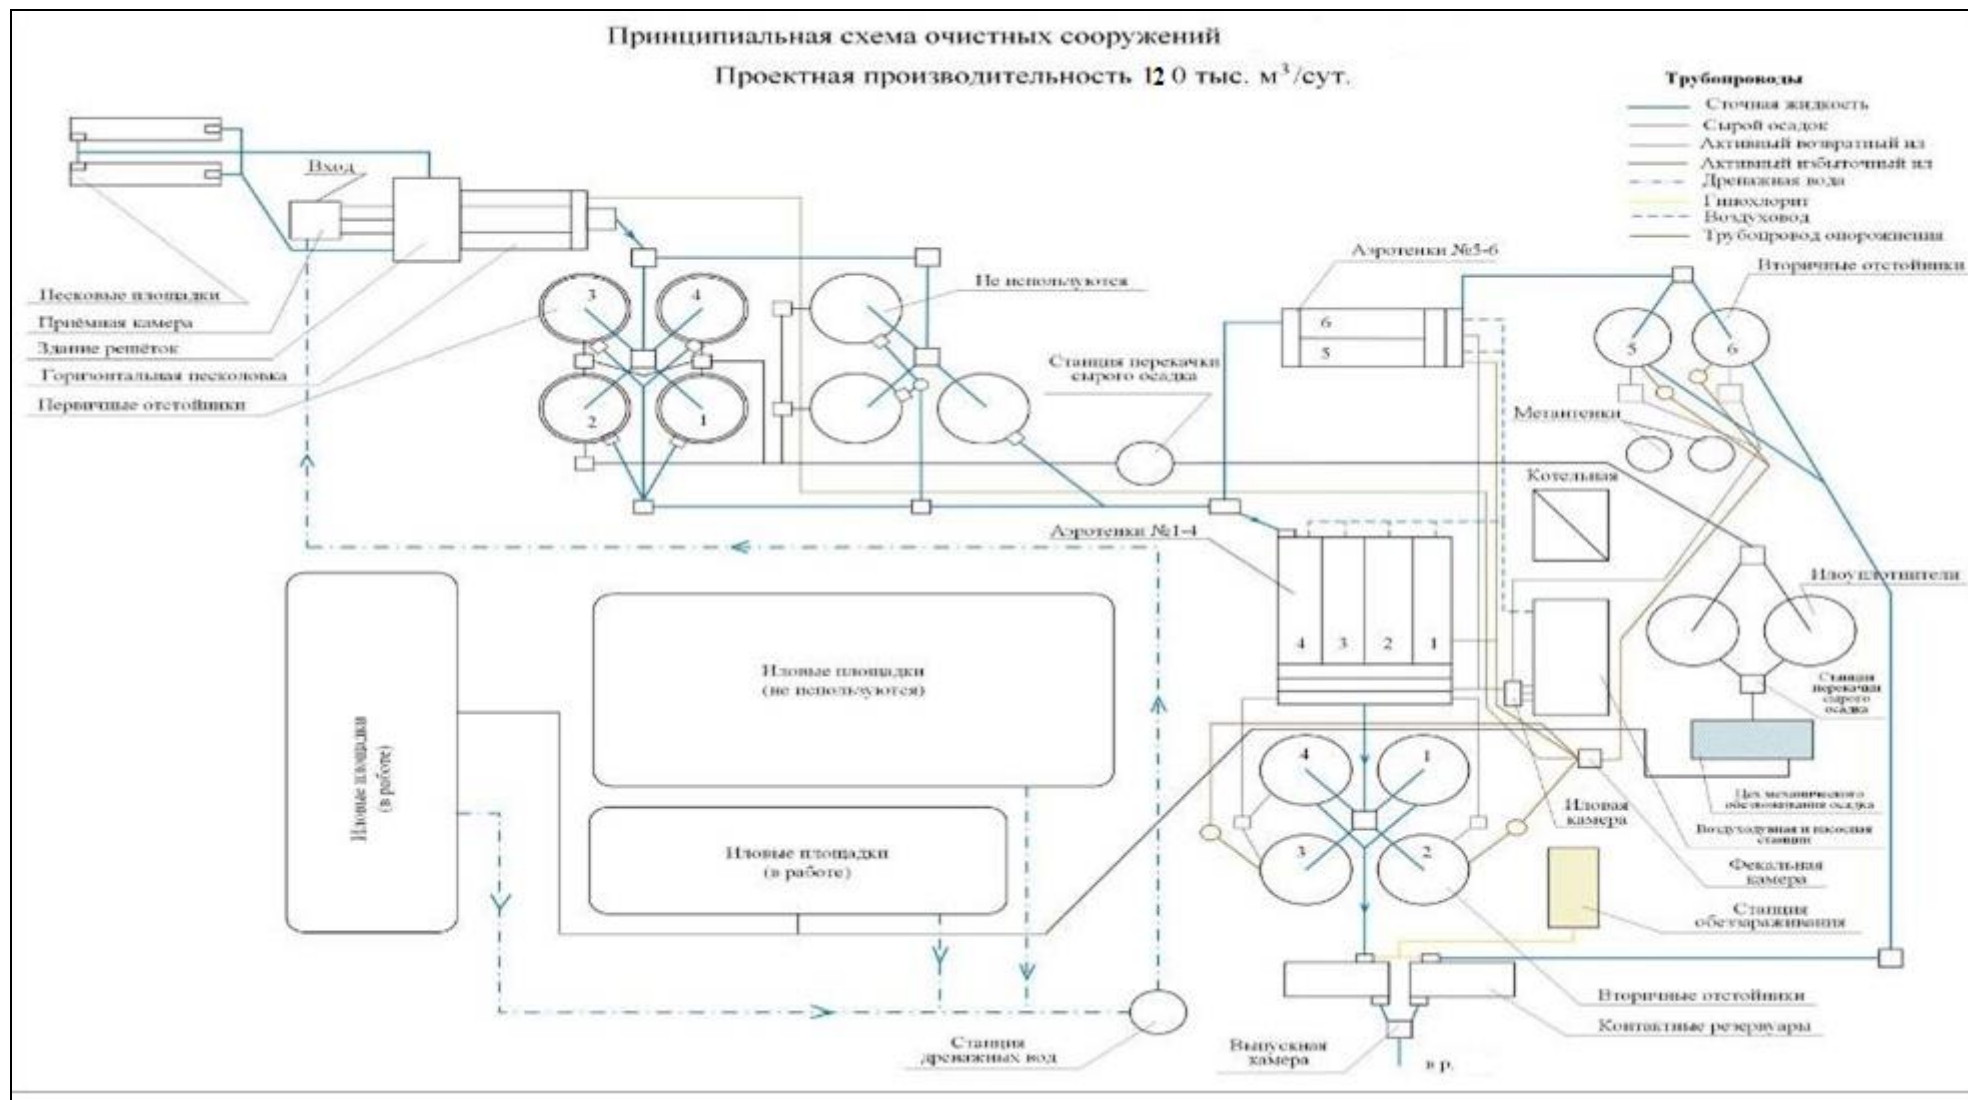 Принципиальная схема очистных сооружений
Проектная производительность 120 тыс. м³/сут.
Трубопроводы
Сточная жидкость
Сырой осадок
Активный возвратный ил
Активный избыточный ил
Дренажная вода
Гипохлорит
Воздуховод
Трубопровод опорожнения
Вход
Песковые площадки
Приёмная камера
Здание решёток
Горизонтальная песколовка
Первичные отстойники
3
4
2
1
Не используются
Станция перекачки
сырого осадка
Аэротенки №5-6
6
5
Вторичные отстойники
5
6
Метантенки
Котельная
Аэротенки №1-4
4
3
2
1
Илоуплотнители
Станция
перекачки
сырого
осадка
Цех механического
обезвоживания осадка
Воздуходувная и насосная
станции
Иловая
камера
Фекальная
камера
Станция
обеззараживания
4
1
3
2
Вторичные отстойники
Контактные резервуары
Выпускная
камера
в р.
Иловые площадки
(в работе)
Иловые площадки
(не используются)
Иловые площадки
(в работе)
Станция
дренажных вод